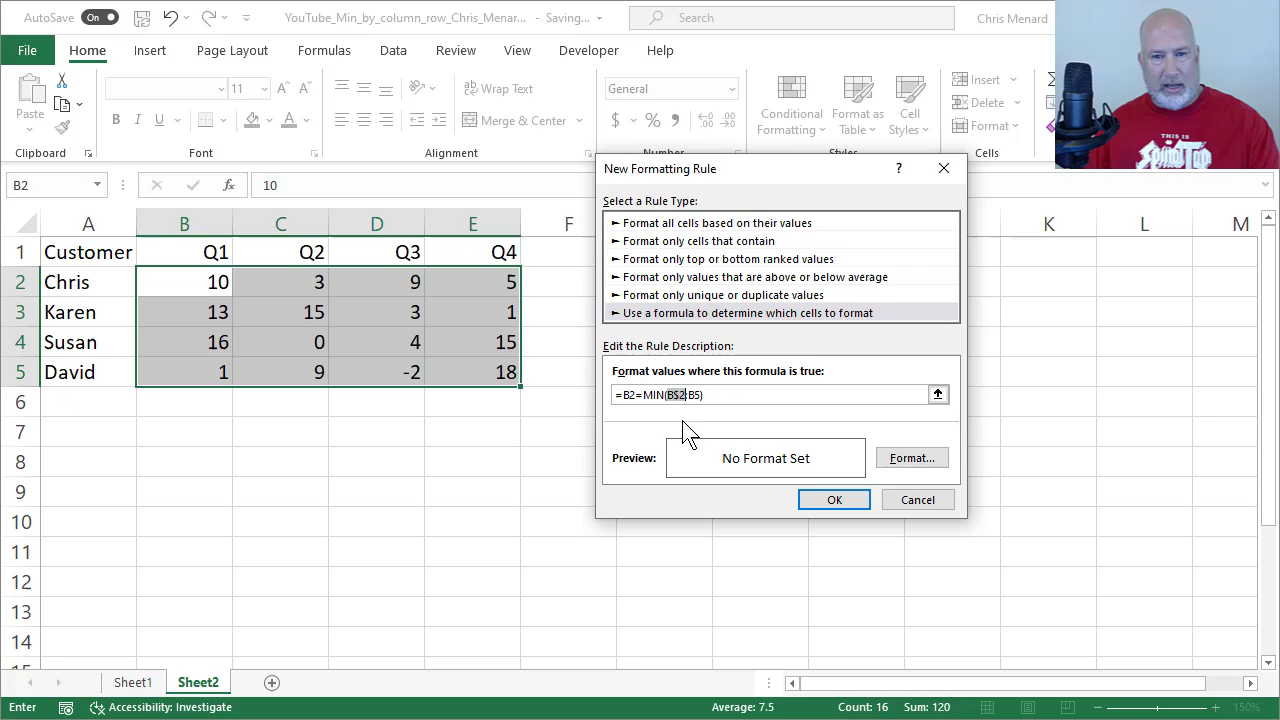 AutoSave On
YouTube_Min_by_column_row_Chris_Menard... - Saving...
Search
Chris Menard
File Home Insert Page Layout Formulas Data Review View Developer Help
Paste
Clipboard
11
Font
Wrap Text
Merge & Center
Alignment
General
Number
Conditional Formatting
Format as Table
Cell Styles
Styles
Insert
Delete
Format
Cells
THIS IS
Spinal Tap
B2
fx
10
New Formatting Rule
?
Select a Rule Type:
► Format all cells based on their values
► Format only cells that contain
► Format only top or bottom ranked values
► Format only values that are above or below average
► Format only unique or duplicate values
► Use a formula to determine which cells to format
Edit the Rule Description:
Format values where this formula is true:
=B2=MIN(B$2:B5)
Preview:
No Format Set
Format...
OK
Cancel
A B C D E F K L M
1 Customer Q1 Q2 Q3 Q4
2 Chris 10 3 9 5
3 Karen 13 15 3 1
4 Susan 16 0 4 15
5 David 1 9 -2 18
6
7
8
9
10
11
12
13
14
Sheet1 Sheet2
Enter
Accessibility: Investigate
Average: 7.5 Count: 16 Sum: 120
150%